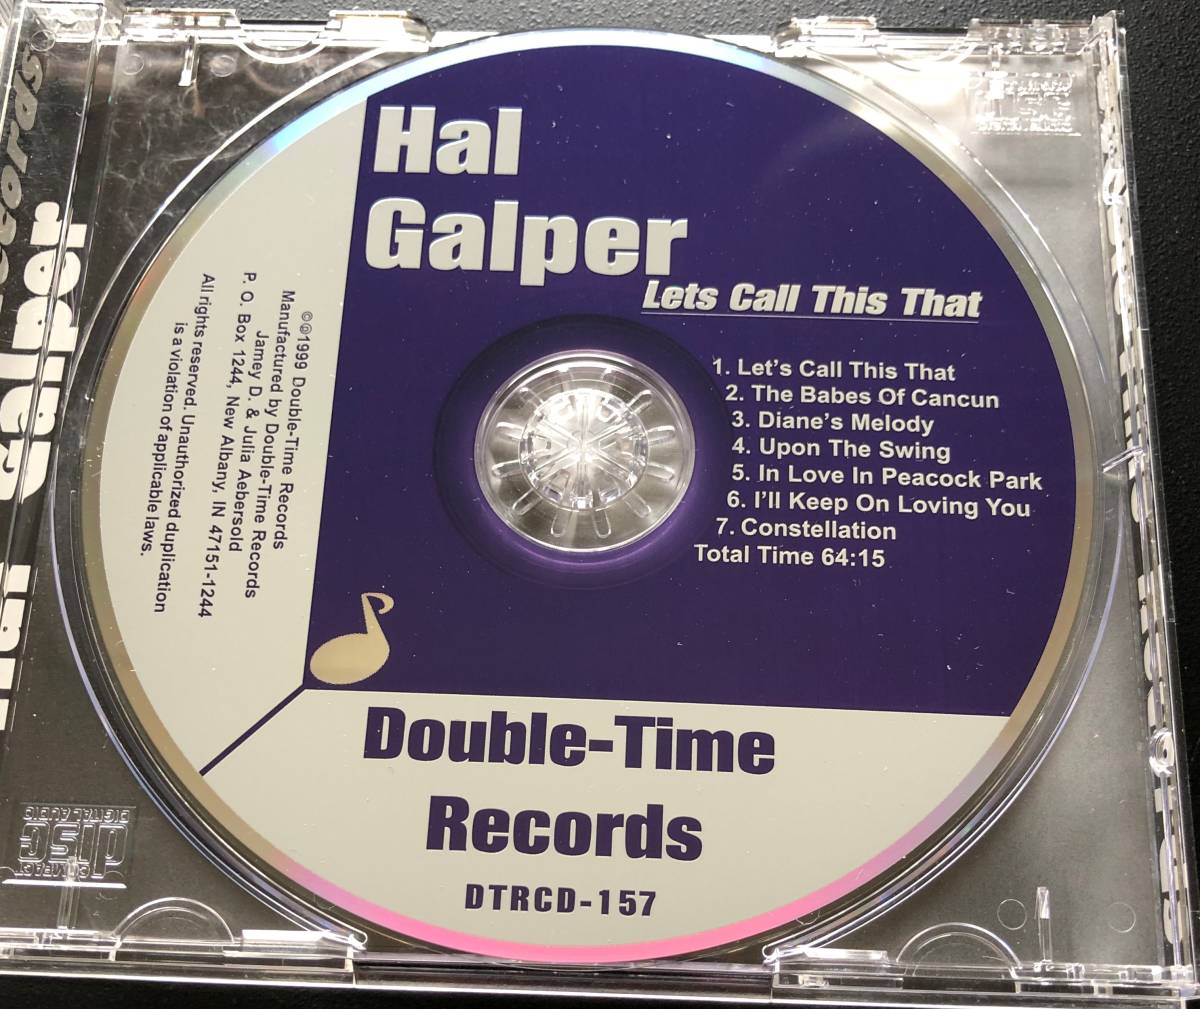 Hal
Galper
Lets Call This That
1. Let's Call This That
2. The Babes Of Cancun
3. Diane's Melody
4. Upon The Swing
5. In Love In Peacock Park
6. I'll Keep On Loving You
7. Constellation
Total Time 64:15
©℗1999 Double-Time Records
Manufactured by Double-Time Records
Jamey D. & Julia Aebersold
P. O. Box 1244, New Albany, IN 47151-1244
All rights reserved. Unauthorized duplication
is a violation of applicable laws.
Double-Time
Records
DTRCD-157
Hal Galper
COMPACT
disc
DIGITAL AUDIO